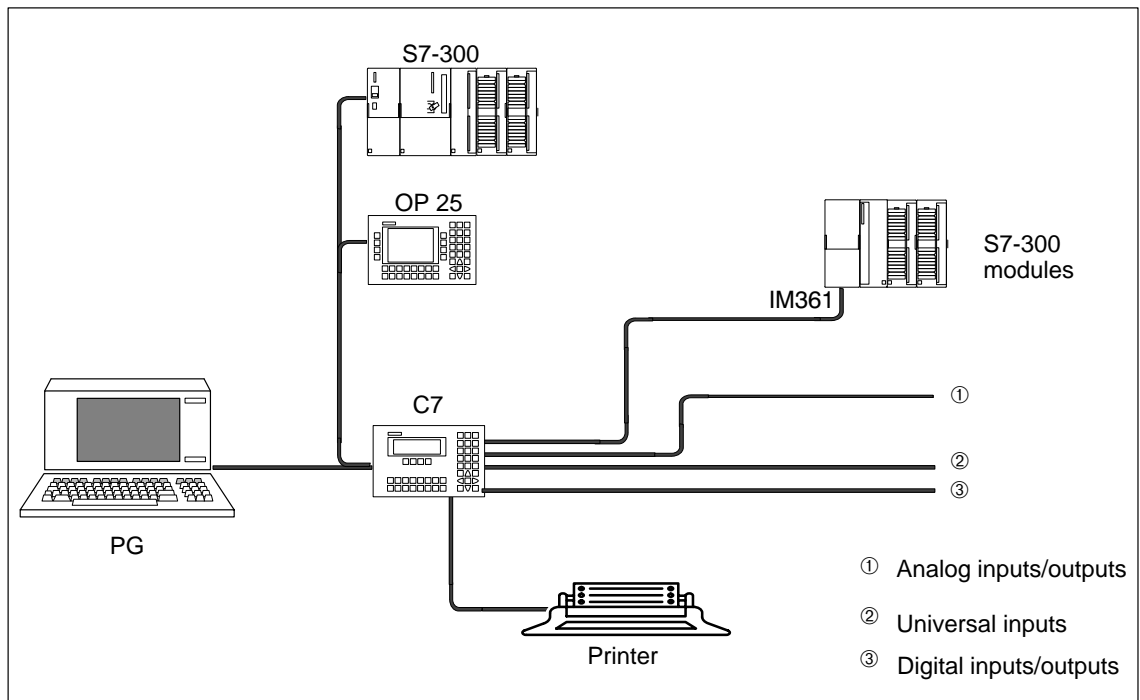 S7-300
OP 25
S7-300
modules
IM361
C7
①
②
③
PG
Printer
① Analog inputs/outputs
② Universal inputs
③ Digital inputs/outputs